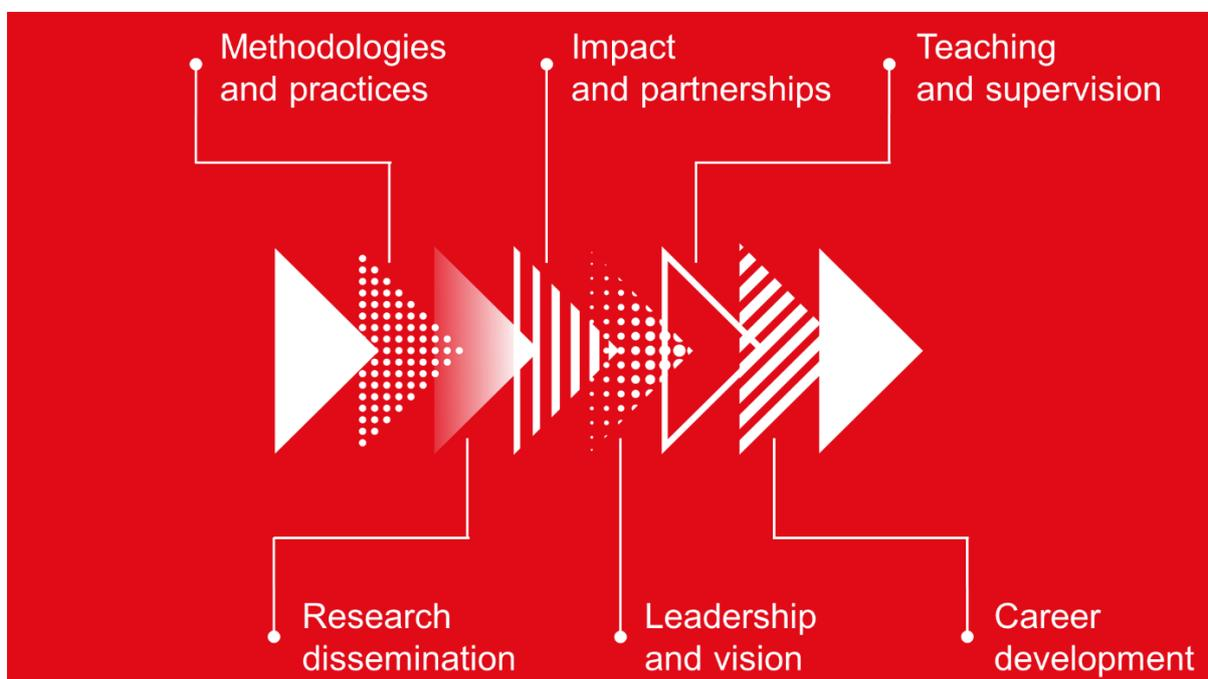 Methodologies
and practices
Impact
and partnerships
Teaching
and supervision
Research
dissemination
Leadership
and vision
Career
development